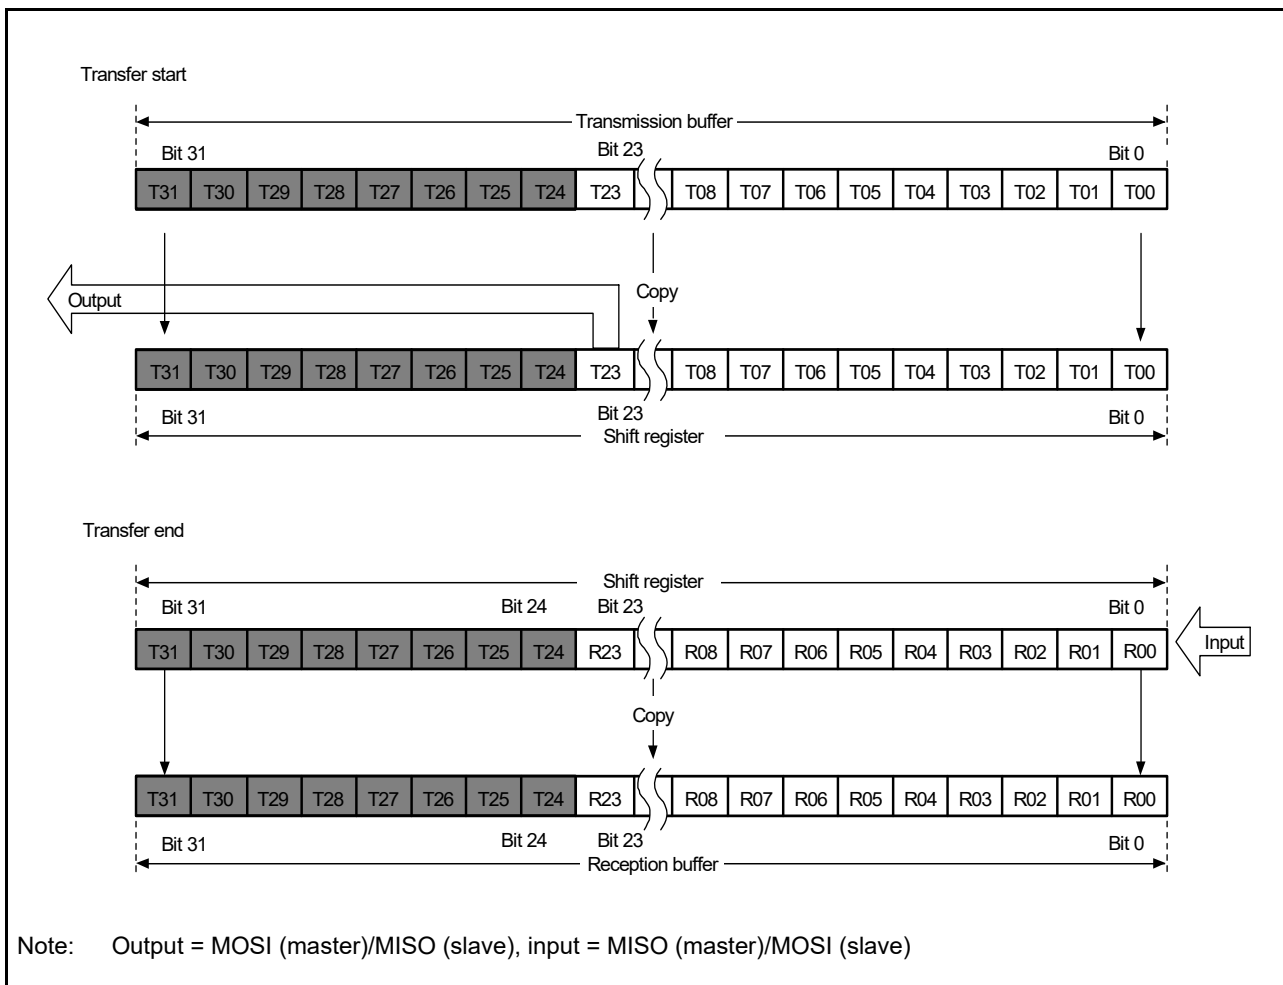 Transfer start
Transmission buffer
Bit 31 Bit 23 Bit 0
T31 T30 T29 T28 T27 T26 T25 T24 T23 T08 T07 T06 T05 T04 T03 T02 T01 T00
Output Copy
T31 T30 T29 T28 T27 T26 T25 T24 T23 T08 T07 T06 T05 T04 T03 T02 T01 T00
Bit 31 Bit 23 Bit 0
Shift register
Transfer end
Shift register
Bit 31 Bit 24 Bit 23 Bit 0
T31 T30 T29 T28 T27 T26 T25 T24 R23 R08 R07 R06 R05 R04 R03 R02 R01 R00 Input
Copy
T31 T30 T29 T28 T27 T26 T25 T24 R23 R08 R07 R06 R05 R04 R03 R02 R01 R00
Bit 31 Bit 24 Bit 23 Bit 0
Reception buffer
Note: Output = MOSI (master)/MISO (slave), input = MISO (master)/MOSI (slave)